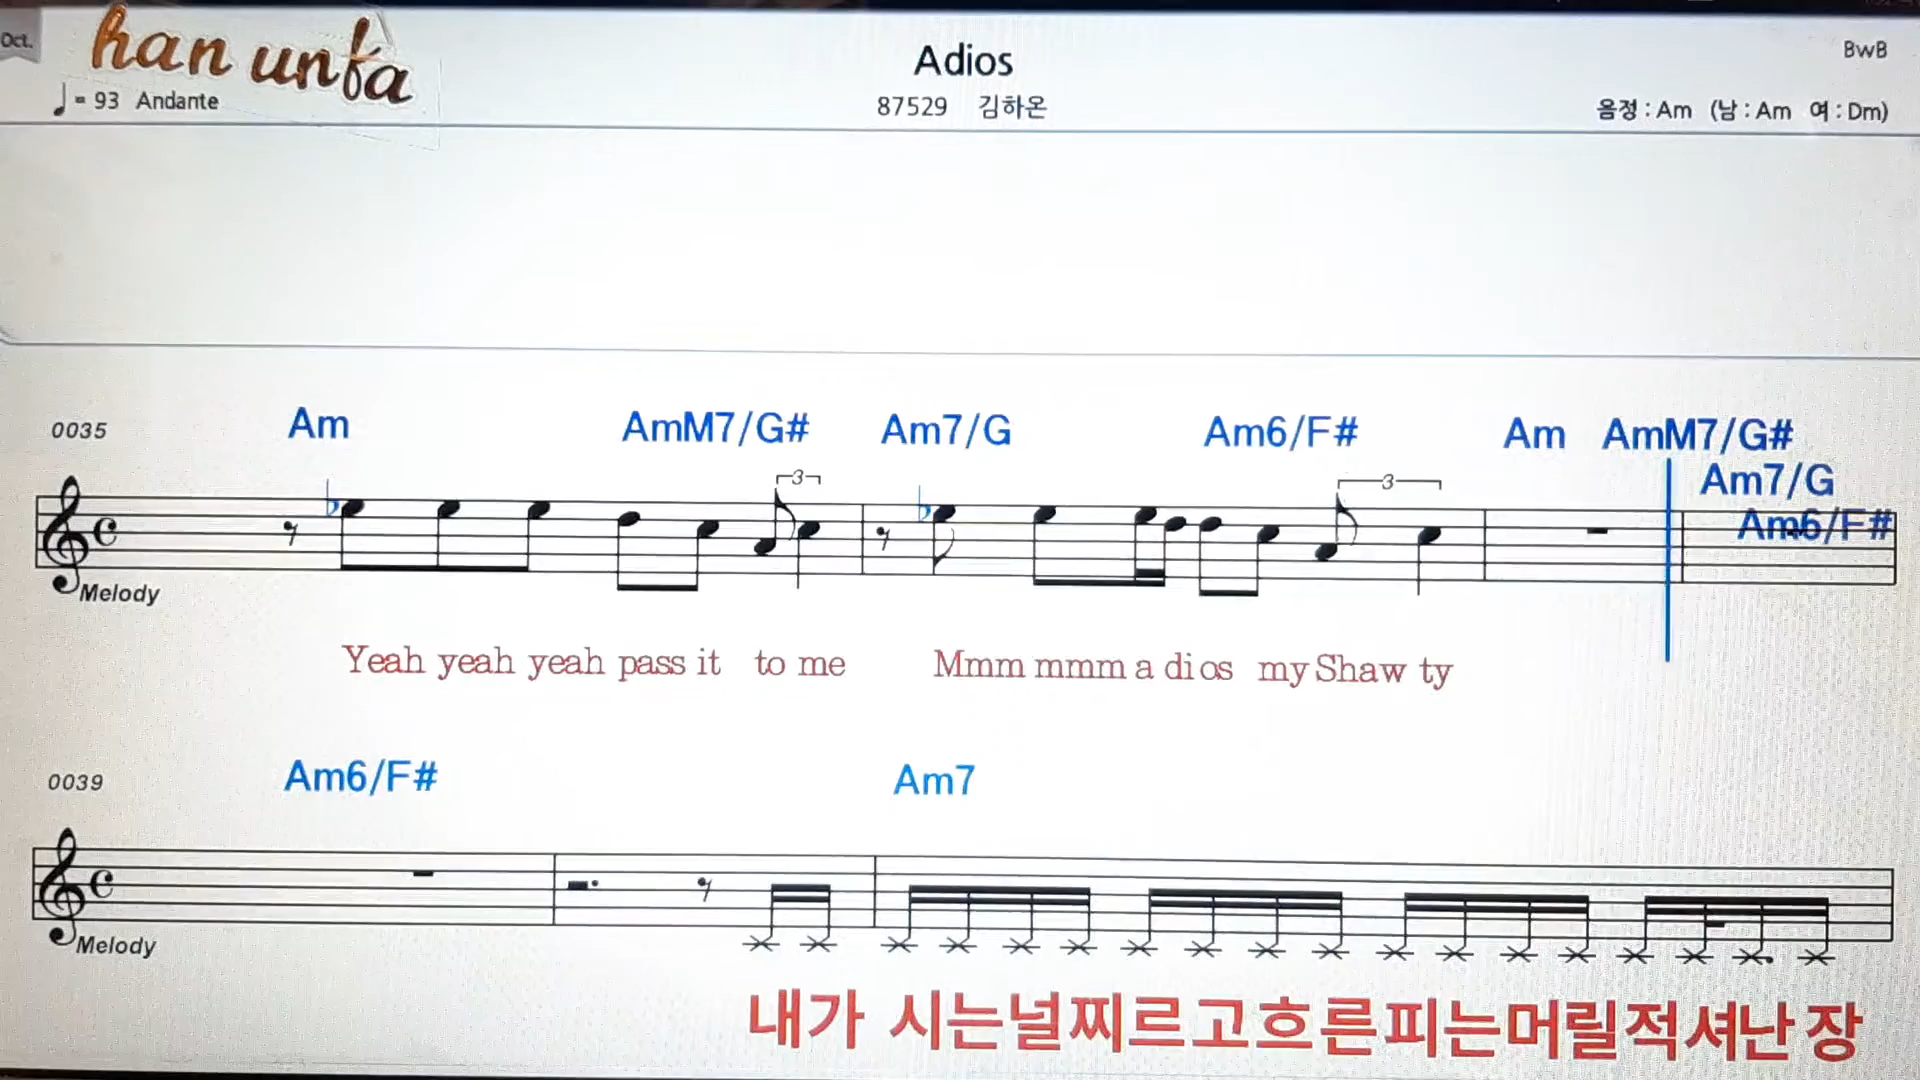 Oct.
han unfa
Adios
BwB
♩ = 93 Andante
87529 김하온
음정 : Am (남 : Am 여 : Dm)
0035
Am AmM7/G# Am7/G Am6/F# Am AmM7/G#
Am7/G
Am6/F#
3 3
Melody
Yeah yeah yeah pass it to me Mmm mmm a di os my Shaw ty
0039
Am6/F# Am7
Melody
내가 시는널찌르고흐른피는머릴적셔난장